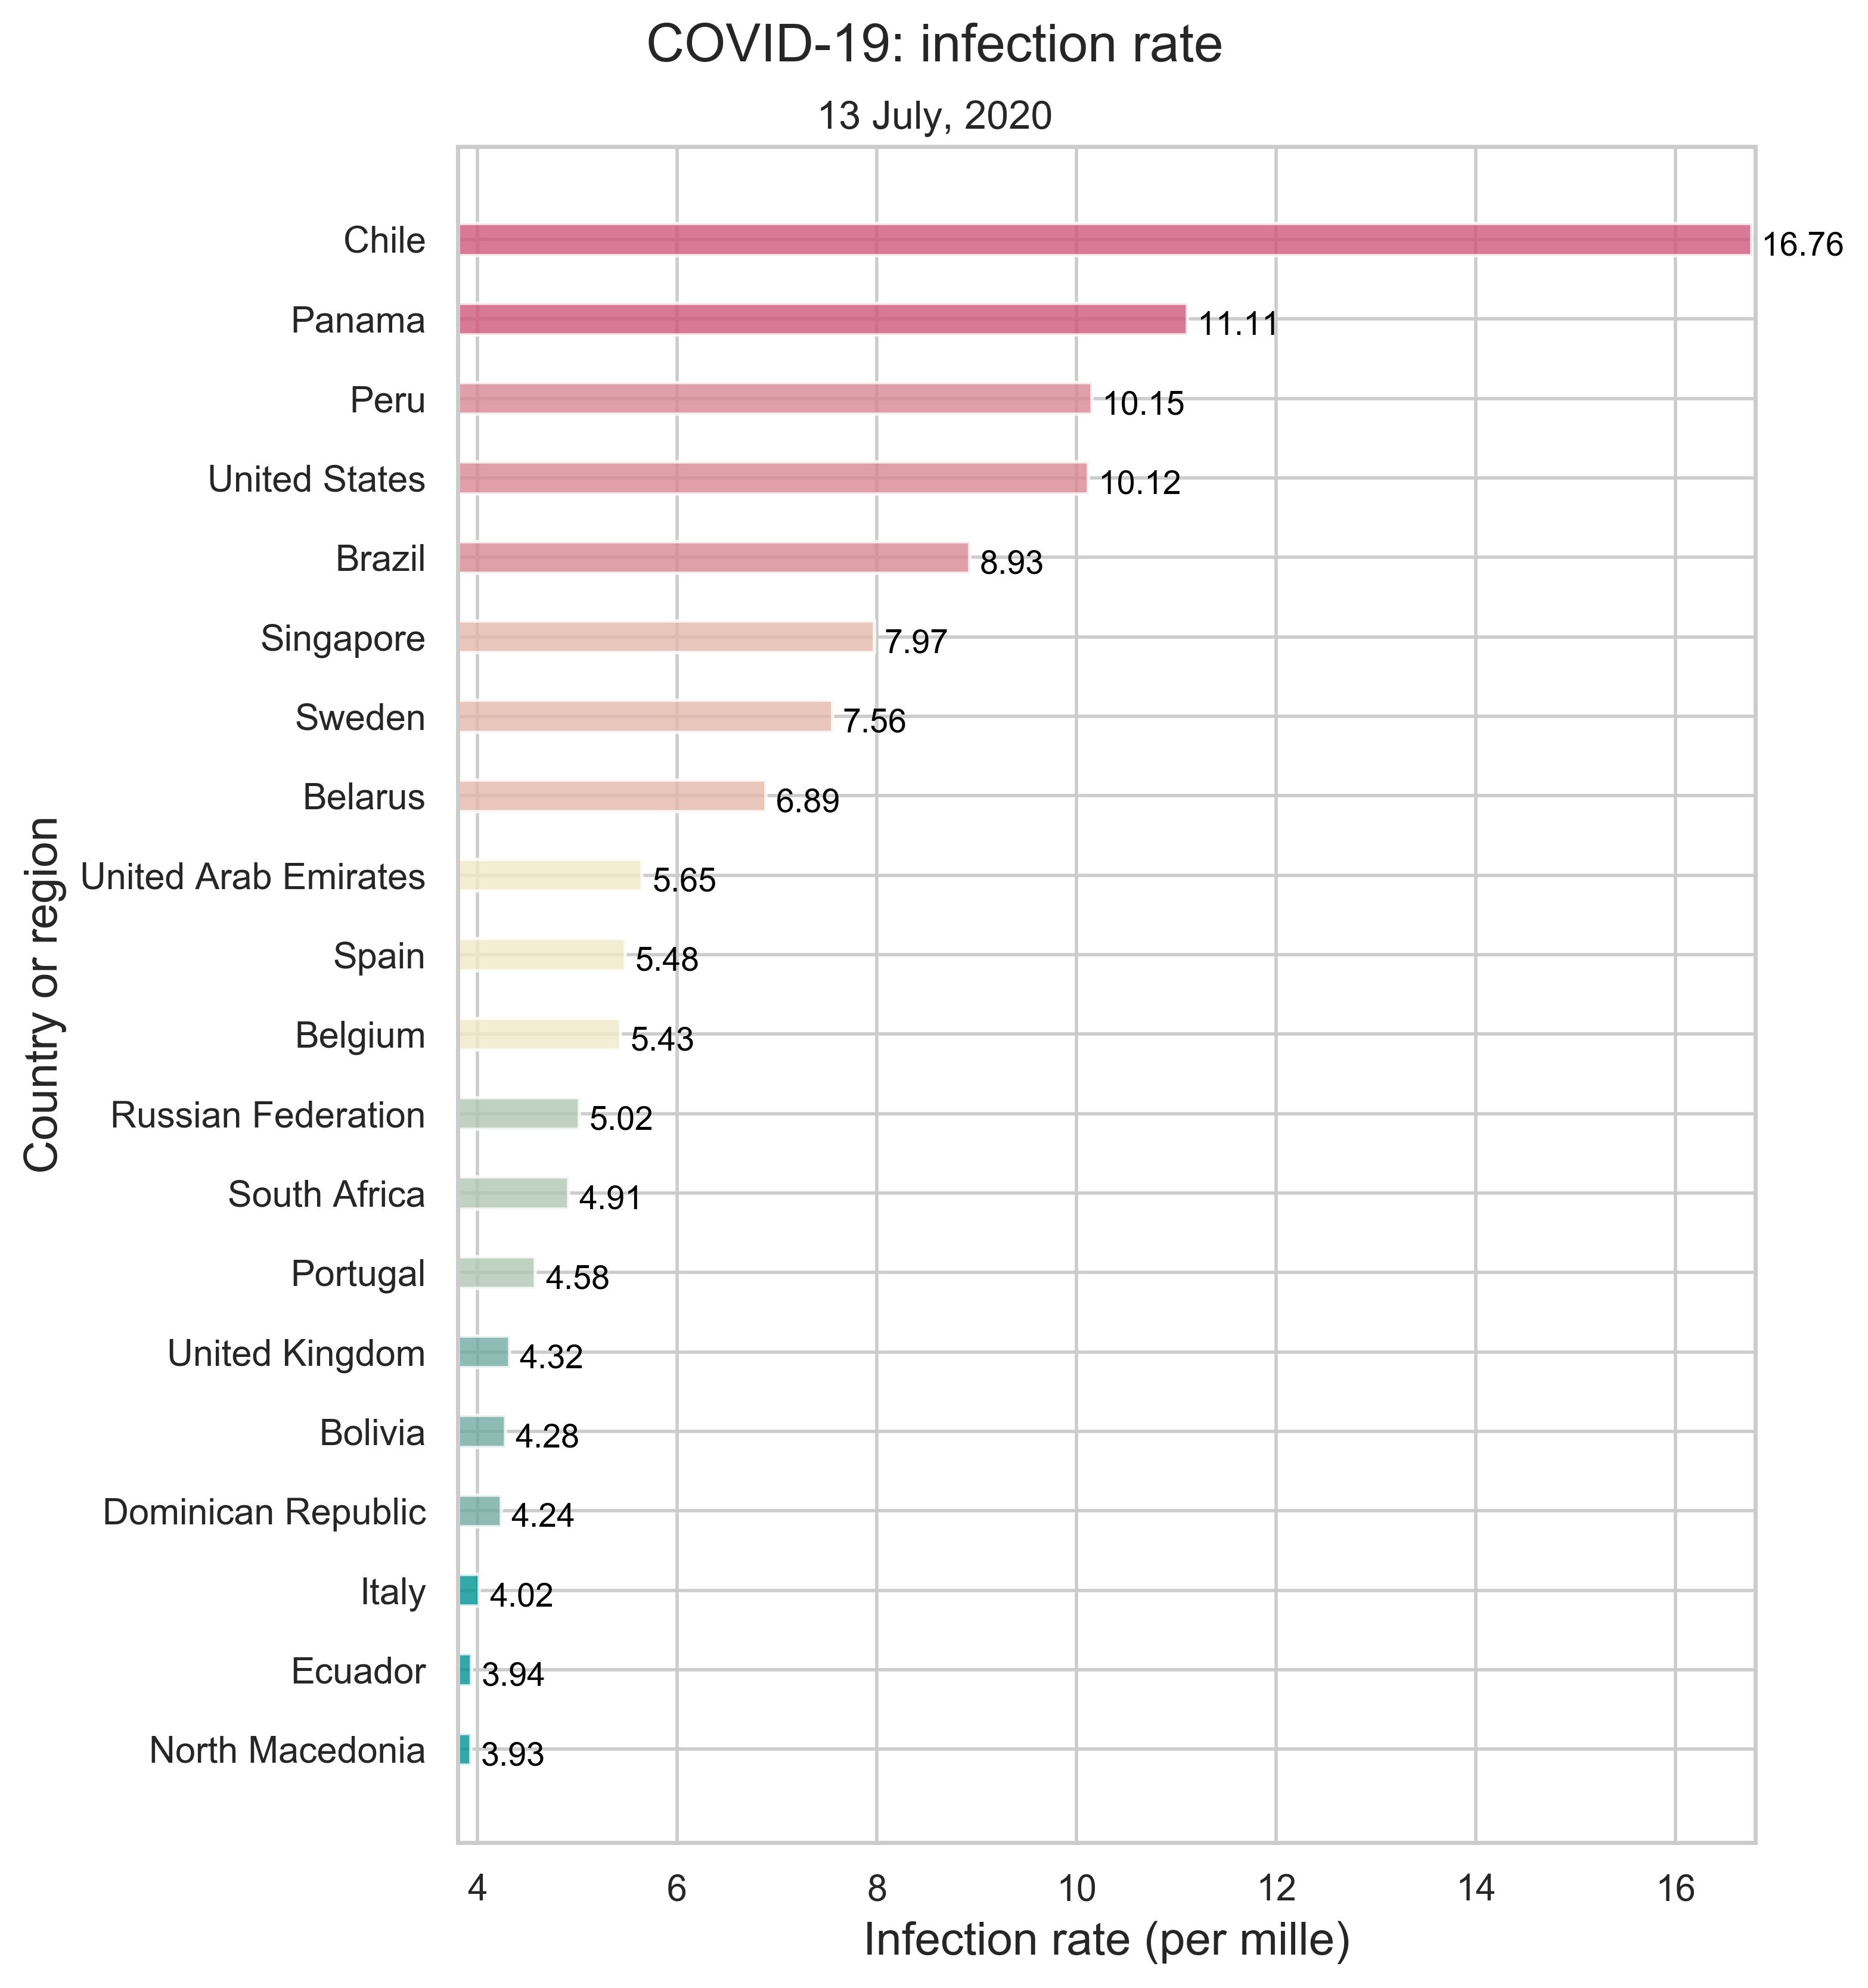 COVID-19: infection rate
13 July, 2020
Chile 16.76
Panama 11.11
Peru 10.15
United States 10.12
Brazil 8.93
Singapore 7.97
Sweden 7.56
Belarus 6.89
United Arab Emirates 5.65
Spain 5.48
Belgium 5.43
Russian Federation 5.02
South Africa 4.91
Portugal 4.58
United Kingdom 4.32
Bolivia 4.28
Dominican Republic 4.24
Italy 4.02
Ecuador 3.94
North Macedonia 3.93
Country or region
4 6 8 10 12 14 16
Infection rate (per mille)